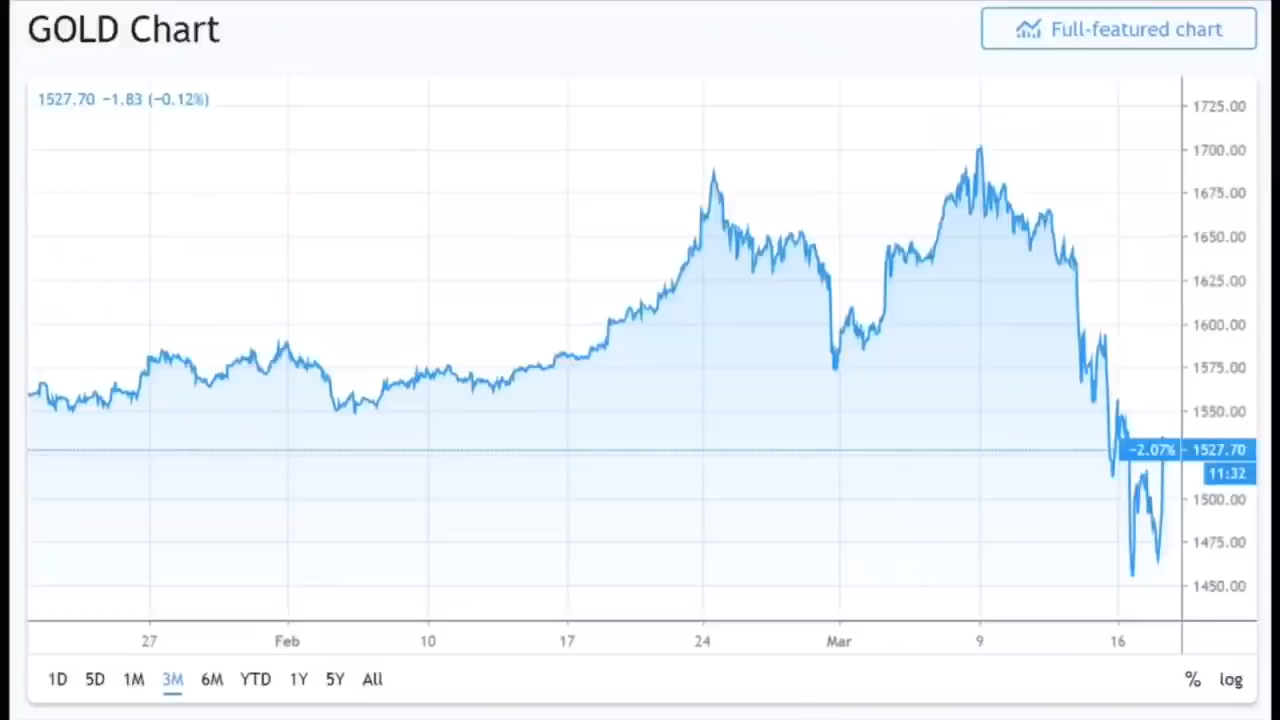 GOLD Chart
Full-featured chart
1527.70 −1.83 (−0.12%)
1725.00
1700.00
1675.00
1650.00
1625.00
1600.00
1575.00
1550.00
−2.07% 1527.70
11:32
1500.00
1475.00
1450.00
27 Feb 10 17 24 Mar 9 16
1D 5D 1M 3M 6M YTD 1Y 5Y All % log